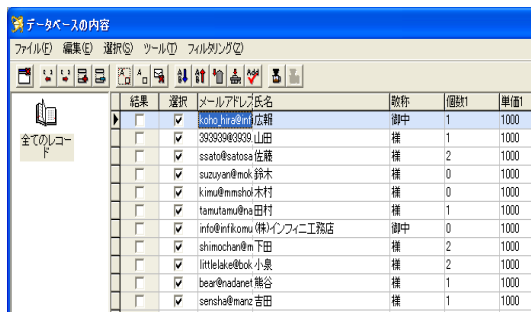 データベースの内容
ファイル(F) 編集(E) 選択(S) ツール(T) フィルタリング(Z)
全てのレコード
結果 選択 メールアドレス 氏名 敬称 個数1 単価1
koho_hira@inf 広報 御中 1 1000
393939@3939. 山田 様 1 1000
ssato@satosa 佐藤 様 2 1000
suzuyan@mok 鈴木 様 0 1000
kimu@mmshol 木村 様 0 1000
tamutamu@na 田村 様 1 1000
info@infikomu (株)インフィニ工務店 御中 0 1000
shimochan@m 下田 様 2 1000
littlelake@bok 小泉 様 2 1000
bear@nadanet 熊谷 様 1 1000
sensha@manz 吉田 様 1 1000